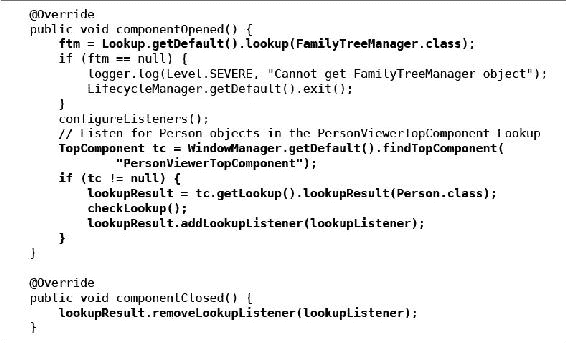 @Override
public void componentOpened() {
    ftm = Lookup.getDefault().lookup(FamilyTreeManager.class);
    if (ftm == null) {
        logger.log(Level.SEVERE, "Cannot get FamilyTreeManager object");
        LifecycleManager.getDefault().exit();
    }
    configureListeners();
    // Listen for Person objects in the PersonViewerTopComponent Lookup
    TopComponent tc = WindowManager.getDefault().findTopComponent(
            "PersonViewerTopComponent");
    if (tc != null) {
        lookupResult = tc.getLookup().lookupResult(Person.class);
        checkLookup();
        lookupResult.addLookupListener(lookupListener);
    }
}

@Override
public void componentClosed() {
    lookupResult.removeLookupListener(lookupListener);
}